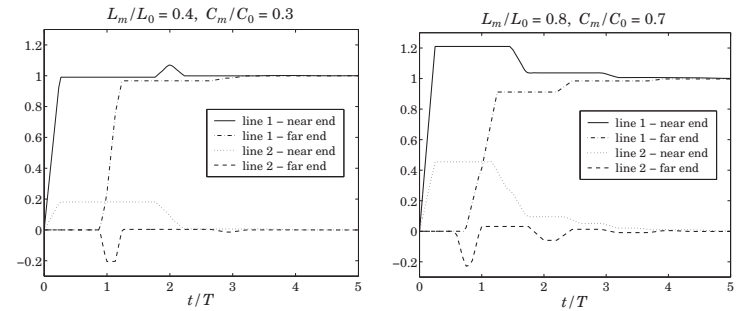 L_m/L_0 = 0.4, C_m/C_0 = 0.3
1.2
1
0.8
0.6
0.4
0.2
0
−0.2
0 1 2 3 4 5
t/T
line 1 – near end
line 1 – far end
line 2 – near end
line 2 – far end
L_m/L_0 = 0.8, C_m/C_0 = 0.7
1.2
1
0.8
0.6
0.4
0.2
0
−0.2
0 1 2 3 4 5
t/T
line 1 – near end
line 1 – far end
line 2 – near end
line 2 – far end